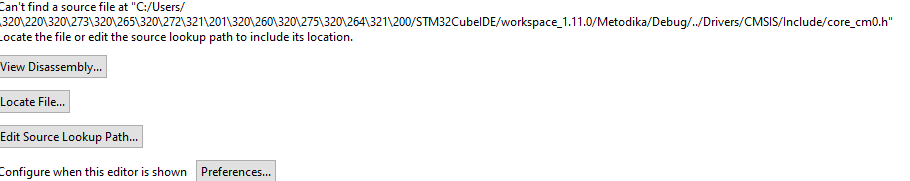 Can't find a source file at "C:/Users/
\320\220\320\273\320\265\320\272\321\201\320\260\320\275\320\264\321\200/STM32CubeIDE/workspace_1.11.0/Metodika/Debug/../Drivers/CMSIS/Include/core_cm0.h"
Locate the file or edit the source lookup path to include its location.
View Disassembly...
Locate File...
Edit Source Lookup Path...
Configure when this editor is shown Preferences...